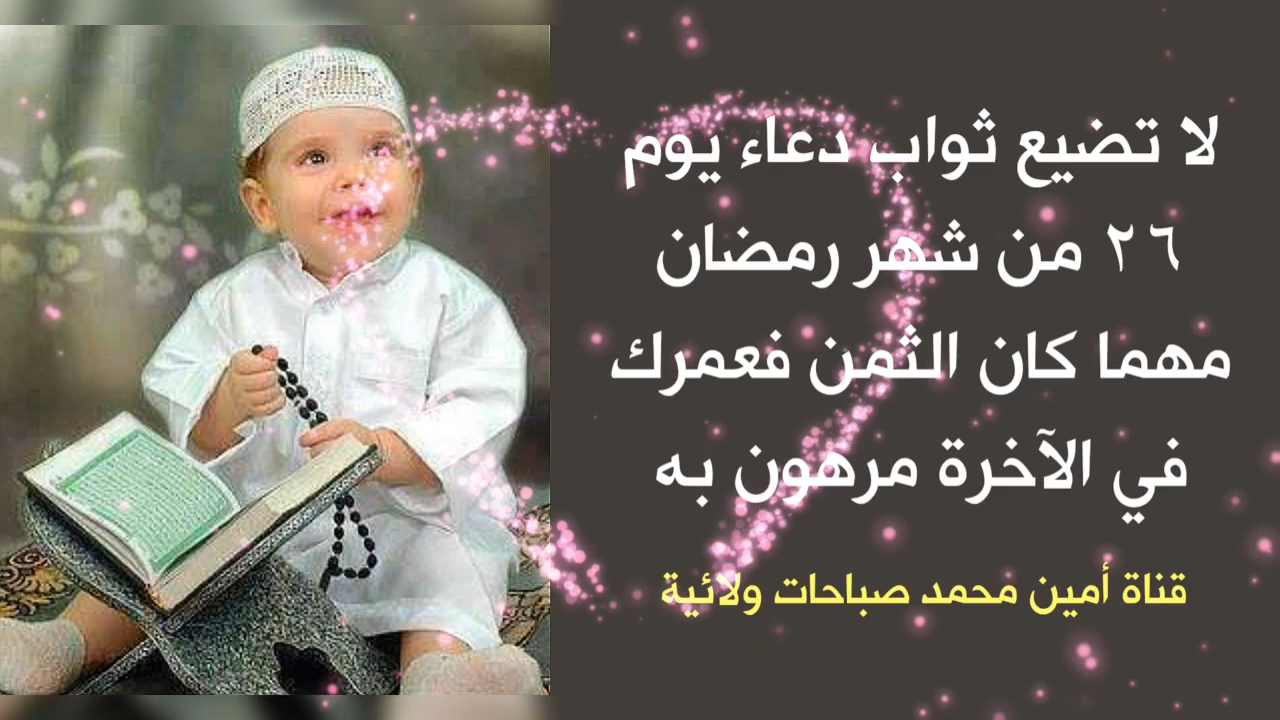 لا تضيع ثواب دعاء يوم
٢٦ من شهر رمضان
مهما كان الثمن فعمرك
في الآخرة مرهون به
قناة أمين محمد صباحات ولائية